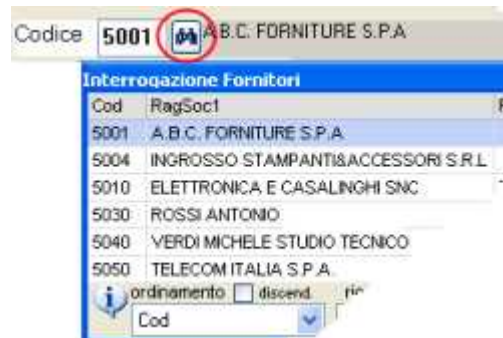 Codice 5001 A.B.C. FORNITURE S.P.A
Interrogazione Fornitori
Cod RagSoc1
5001 A.B.C. FORNITURE S.P.A
5004 INGROSSO STAMPANTI&ACCESSORI S.R.L
5010 ELETTRONICA E CASALINGHI SNC
5030 ROSSI ANTONIO
5040 VERDI MICHELE STUDIO TECNICO
5050 TELECOM ITALIA S.P.A.
ordinamento discend.
Cod